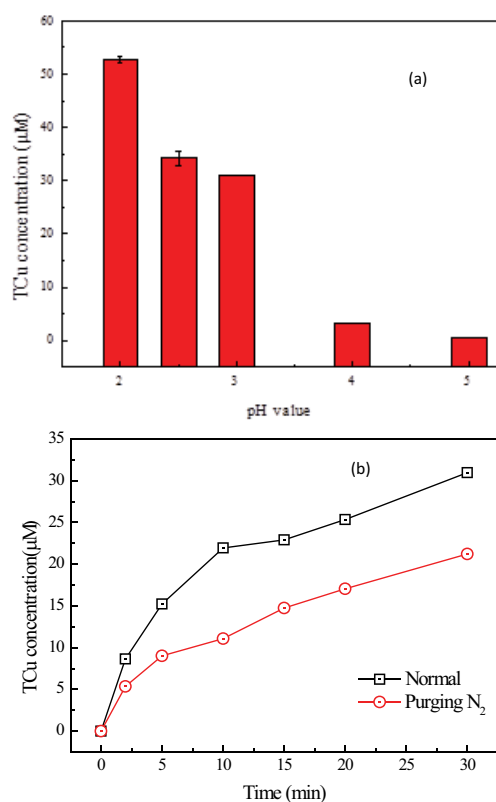 60
50
40
30
20
10
0
TCu concentration (μM)
(a)
2 3 4 5
pH value
35
30
25
20
15
10
5
0
TCu concentration(μM)
(b)
Normal
Purging N₂
0 5 10 15 20 25 30
Time (min)